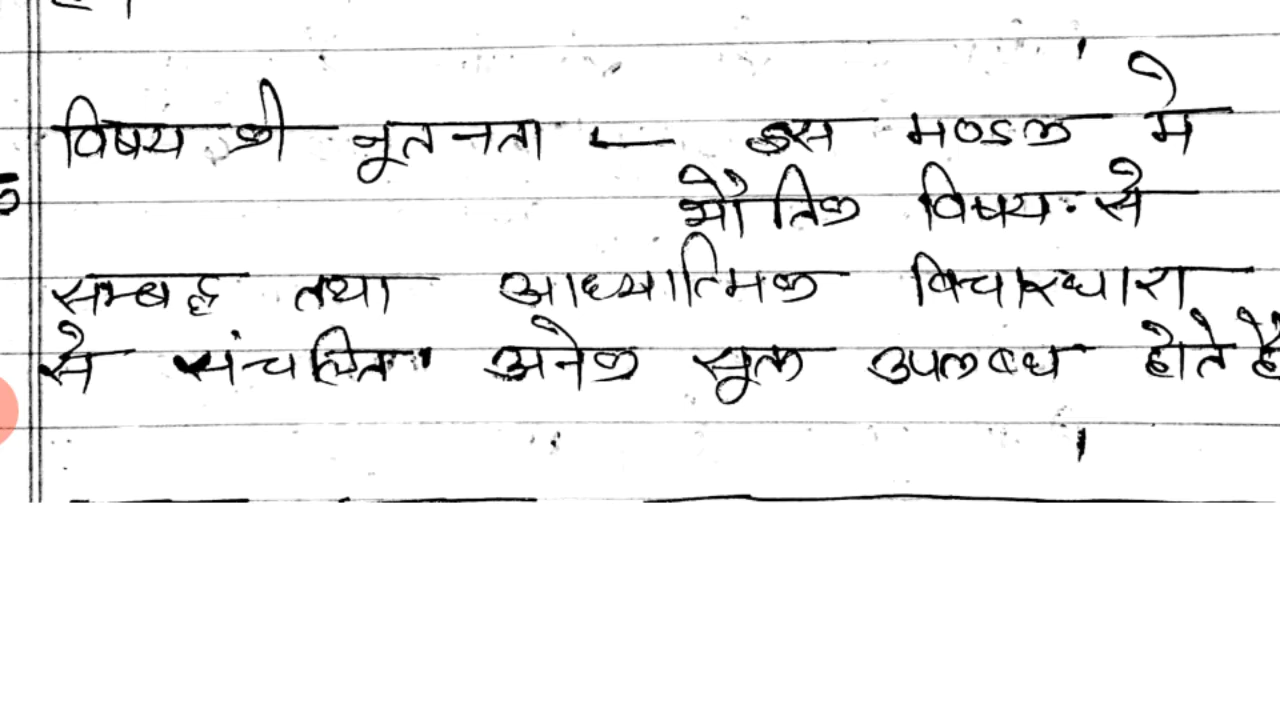 विषय की नूतनता — इस मण्डल मे
भौतिक विषय से
सम्बद्ध तथा आध्यात्मिक विचारधारा
से संचलित अनेक सूक्त उपलब्ध होते है